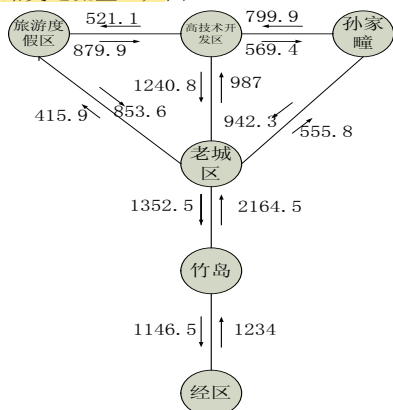 521.1
799.9
旅游度
假区
高技术开
发区
孙家
疃
879.9
569.4
1240.8
987
415.9
853.6
942.3
555.8
老城
区
1352.5
2164.5
竹岛
1146.5
1234
经区